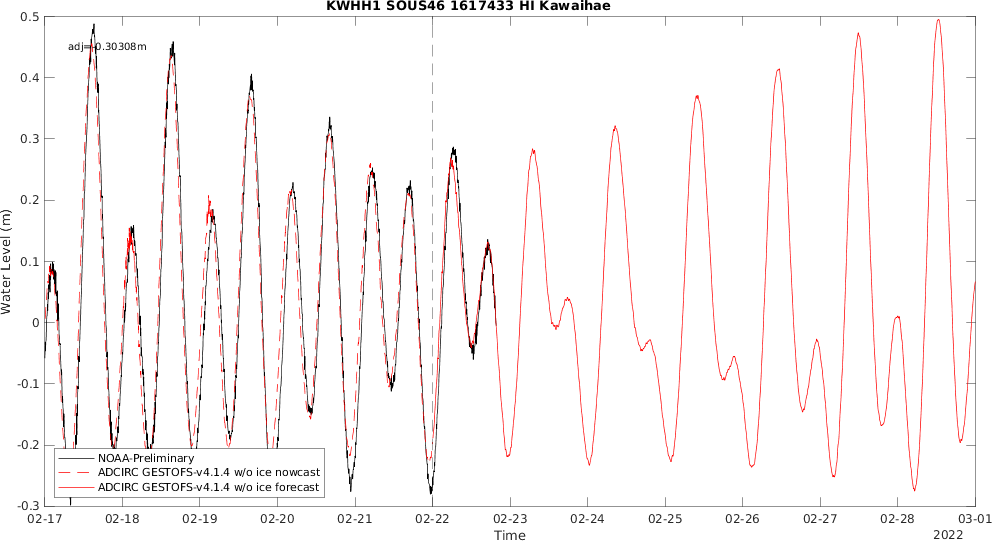 KWHH1 SOUS46 1617433 HI Kawaihae
adj=-0.30308m
Water Level (m)
0.5
0.4
0.3
0.2
0.1
0
-0.1
-0.2
-0.3
NOAA-Preliminary
ADCIRC GESTOFS-v4.1.4 w/o ice nowcast
ADCIRC GESTOFS-v4.1.4 w/o ice forecast
02-17 02-18 02-19 02-20 02-21 02-22 02-23 02-24 02-25 02-26 02-27 02-28 03-01
Time
2022